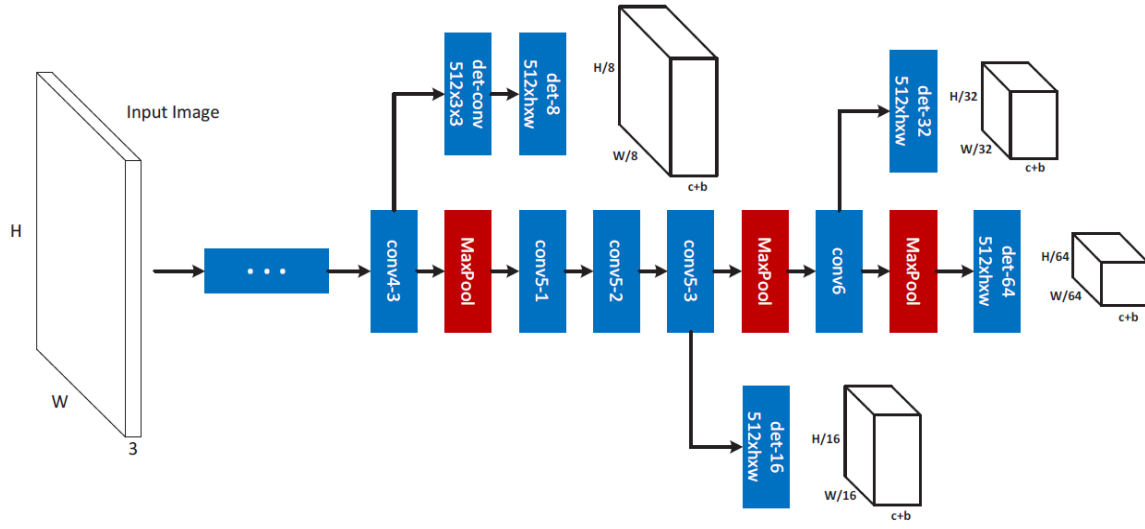 Input Image
H
W
3
• • •
conv4-3
MaxPool
conv5-1
conv5-2
conv5-3
MaxPool
conv6
MaxPool
det-64
512xhxw
H/64
W/64
c+b
det-conv
512x3x3
det-8
512xhxw
H/8
W/8
c+b
det-32
512xhxw
H/32
W/32
c+b
det-16
512xhxw
H/16
W/16
c+b